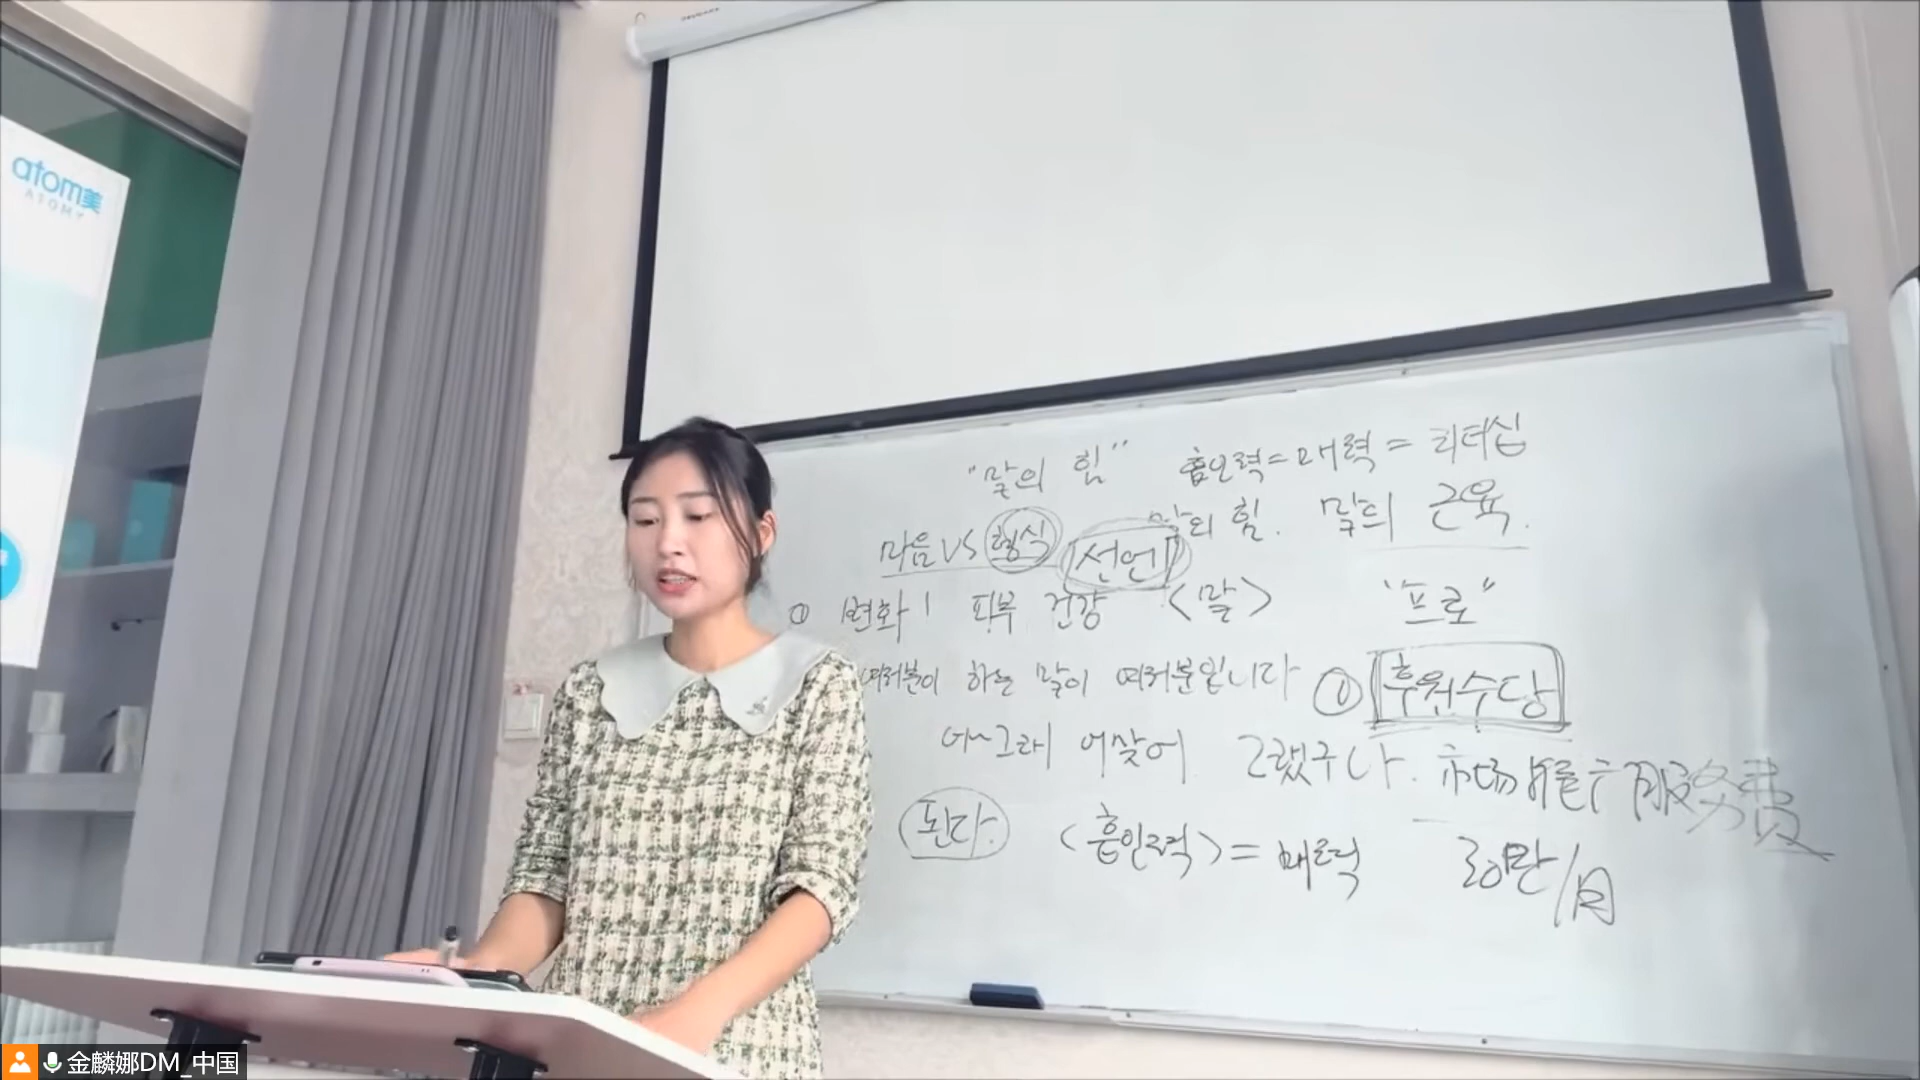 atom美
ATOMY
"말의 힘" 흡인력=매력=리더십
말의 힘. 말의 근육.
마음 VS 형식 선언
① 변화! 피부 건강 <말> "프로"
여러분이 하는 말이 여러분입니다 ① 후원수당
어~그래 어쩟어 그랬구나. 市场推广服务费
된다. <흡인력>=매력 30만/月
金麟娜DM_中国